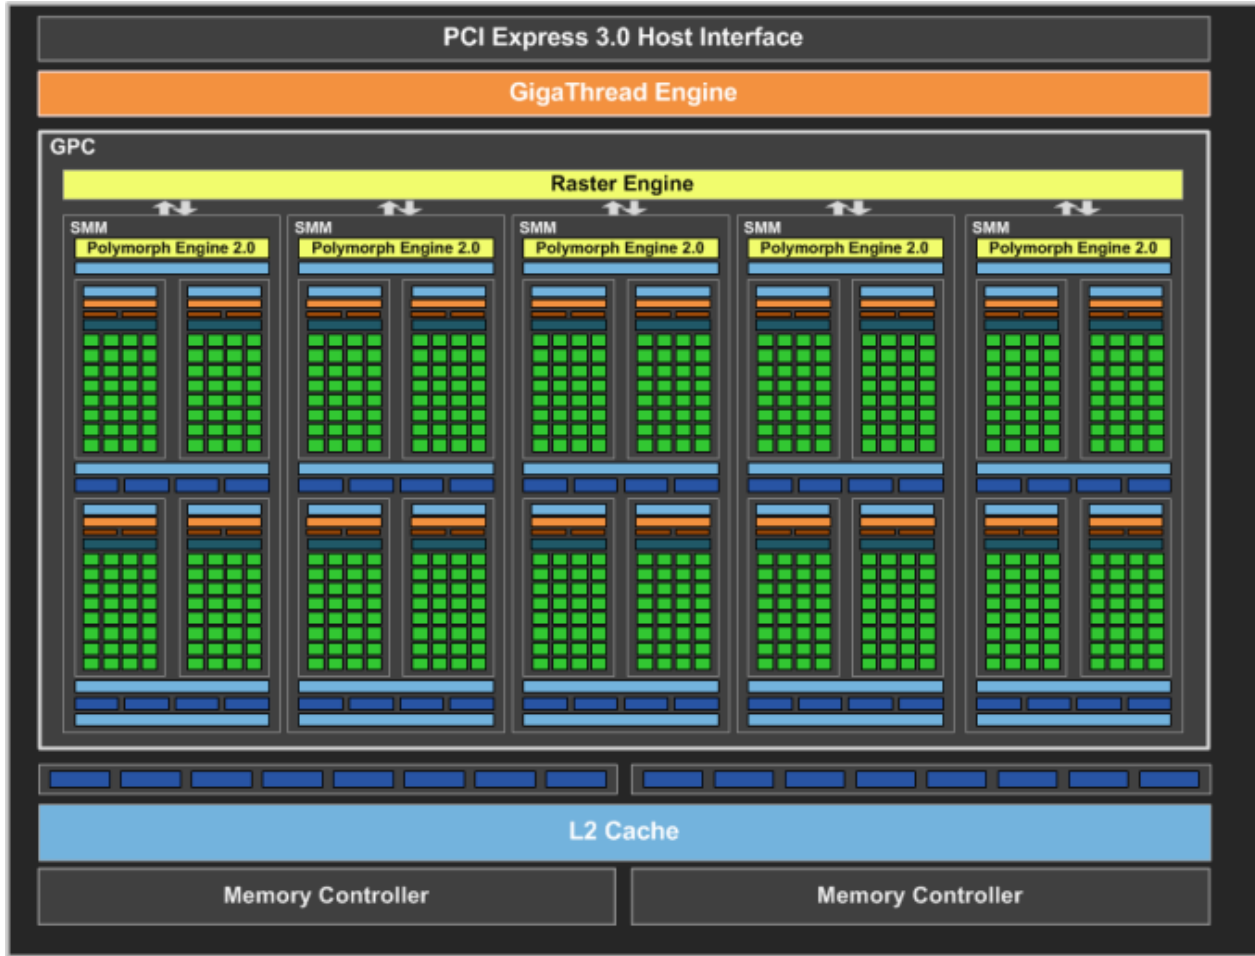 PCI Express 3.0 Host Interface
GigaThread Engine
GPC
Raster Engine
SMM SMM SMM SMM SMM
Polymorph Engine 2.0 Polymorph Engine 2.0 Polymorph Engine 2.0 Polymorph Engine 2.0 Polymorph Engine 2.0
L2 Cache
Memory Controller Memory Controller